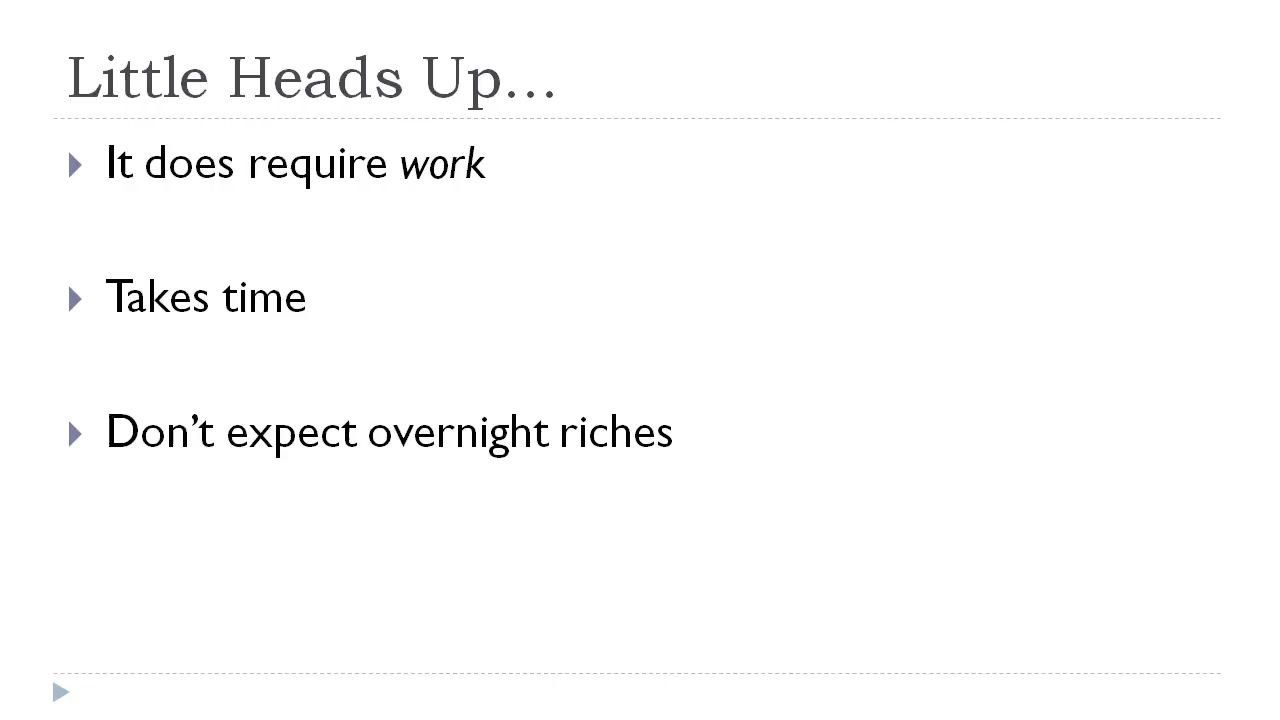 Little Heads Up...
It does require work
Takes time
Don’t expect overnight riches